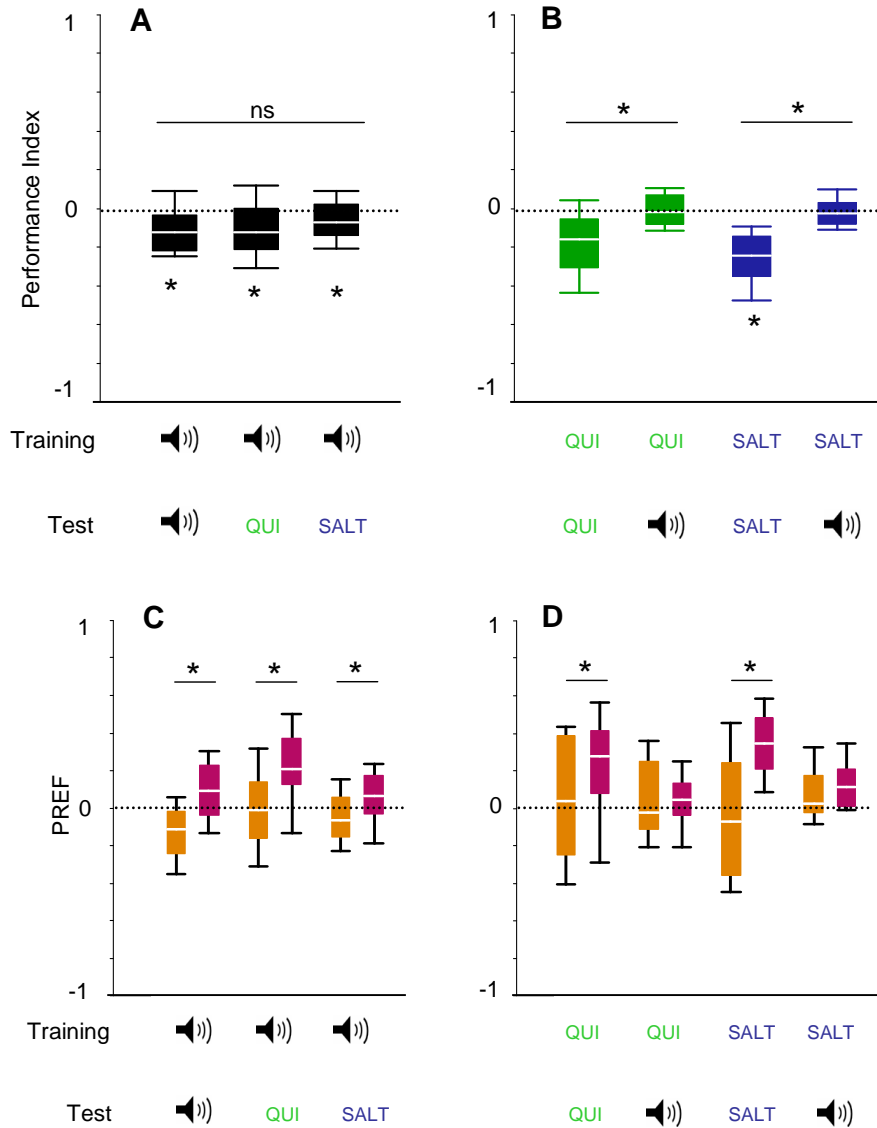 A
B
1
1
ns
*
*
Performance Index
0
0
*
*
*
*
-1
-1
Training
QUI
QUI
SALT
SALT
Test
QUI
SALT
QUI
SALT
C
D
1
1
*
*
*
*
*
PREF
0
0
-1
-1
Training
QUI
QUI
SALT
SALT
Test
QUI
SALT
QUI
SALT